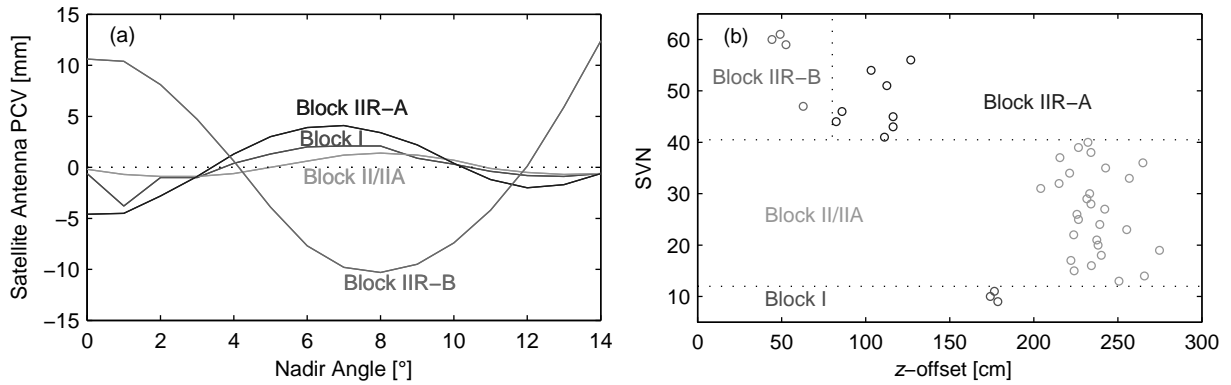 (a)
Satellite Antenna PCV [mm]
15
10
5
0
−5
−10
−15
Block IIR−A
Block I
Block II/IIA
Block IIR−B
0 2 4 6 8 10 12 14
Nadir Angle [°]
(b)
SVN
60
50
40
30
20
10
Block IIR−B
Block IIR−A
Block II/IIA
Block I
0 50 100 150 200 250 300
z−offset [cm]